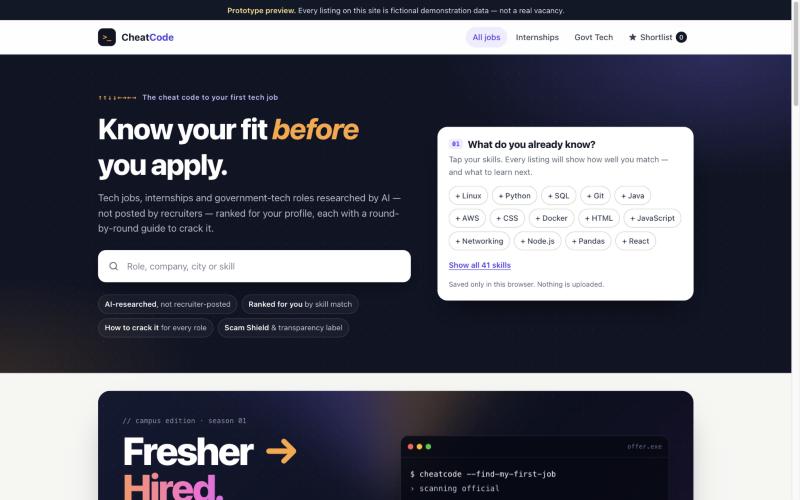 Prototype preview. Every listing on this site is fictional demonstration data — not a real vacancy.
>_ CheatCode
All jobs Internships Govt Tech ★ Shortlist 0
↑↑↓↓←→←→ The cheat code to your first tech job
Know your fit before
you apply.
Tech jobs, internships and government-tech roles researched by AI —
not posted by recruiters — ranked for your profile, each with a round-
by-round guide to crack it.
Role, company, city or skill
AI-researched, not recruiter-posted
Ranked for you by skill match
How to crack it for every role
Scam Shield & transparency label
01 What do you already know?
Tap your skills. Every listing will show how well you match —
and what to learn next.
+ Linux + Python + SQL + Git + Java
+ AWS + CSS + Docker + HTML + JavaScript
+ Networking + Node.js + Pandas + React
Show all 41 skills
Saved only in this browser. Nothing is uploaded.
// campus edition · season 01
Fresher →
Hired.
offer.exe
$ cheatcode --find-my-first-job
› scanning official